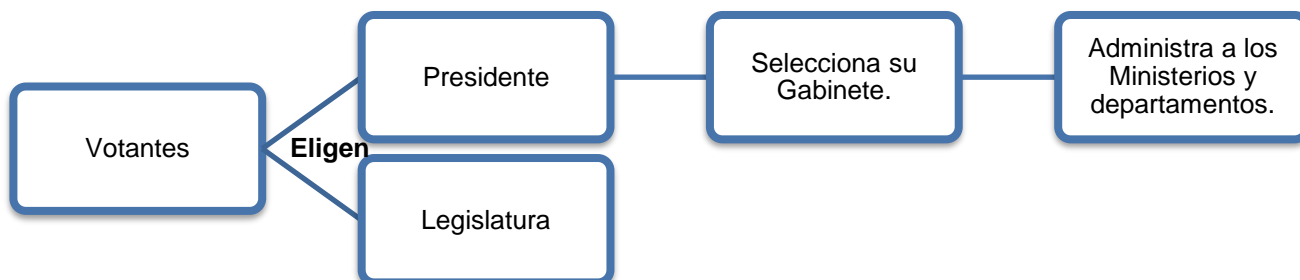 Votantes
Eligen
Presidente
Selecciona su
Gabinete.
Administra a los
Ministerios y
departamentos.
Legislatura